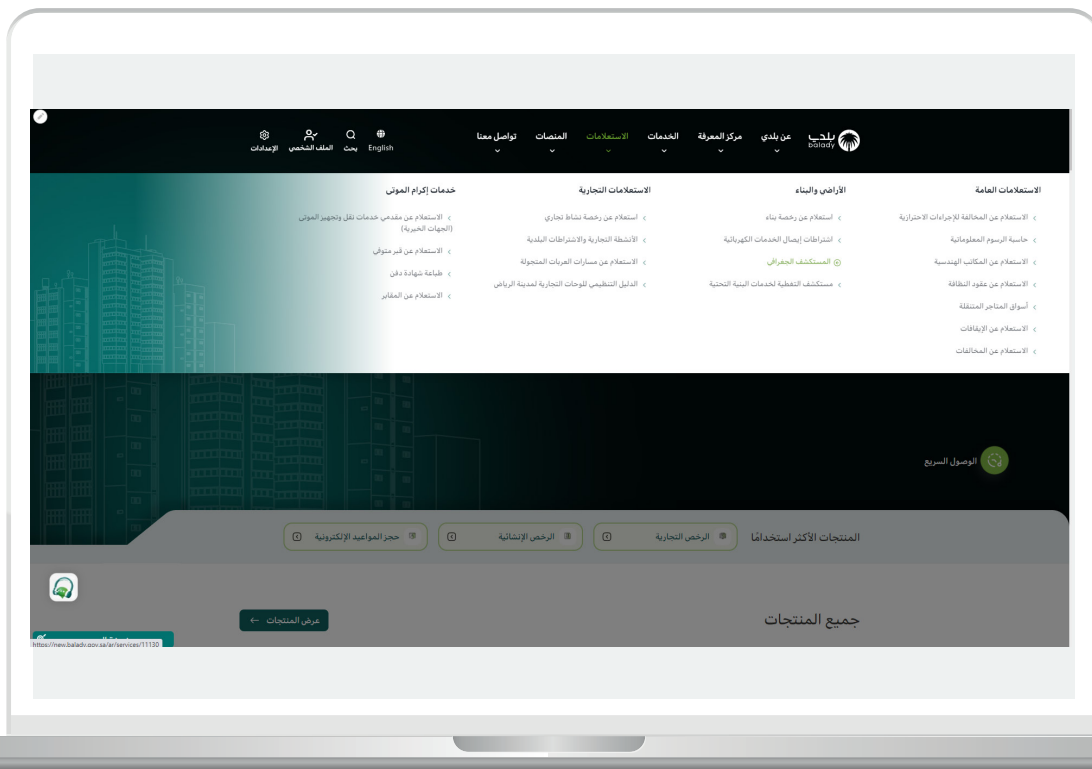 بلدي
balady
عن بلدي
مركز المعرفة
الخدمات
الاستعلامات
المنصات
تواصل معنا
English
بحث
الملف الشخصي
الإعدادات
الاستعلامات العامة
الاستعلام عن المخالفة للإجراءات الاحترازية
حاسبة الرسوم المعلوماتية
الاستعلام عن المكاتب الهندسية
الاستعلام عن عقود النظافة
أسواق المتاجر المتنقلة
الاستعلام عن الإيقافات
الاستعلام عن المخالفات
الأراضي والبناء
استعلام عن رخصة بناء
اشتراطات إيصال الخدمات الكهربائية
المستكشف الجغرافي
مستكشف التغطية لخدمات البنية التحتية
الاستعلامات التجارية
استعلام عن رخصة نشاط تجاري
الأنشطة التجارية والاشتراطات البلدية
الاستعلام عن مسارات العربات المتجولة
الدليل التنظيمي للوحات التجارية لمدينة الرياض
خدمات إكرام الموتى
الاستعلام عن مقدمي خدمات نقل وتجهيز الموتى
(الجهات الخيرية)
الاستعلام عن قبر متوفي
طباعة شهادة دفن
الاستعلام عن المقابر
الوصول السريع
المنتجات الأكثر استخدامًا
الرخص التجارية
الرخص الإنشائية
حجز المواعيد الإلكترونية
جميع المنتجات
عرض المنتجات
https://new.balady.gov.sa/ar/services/11130